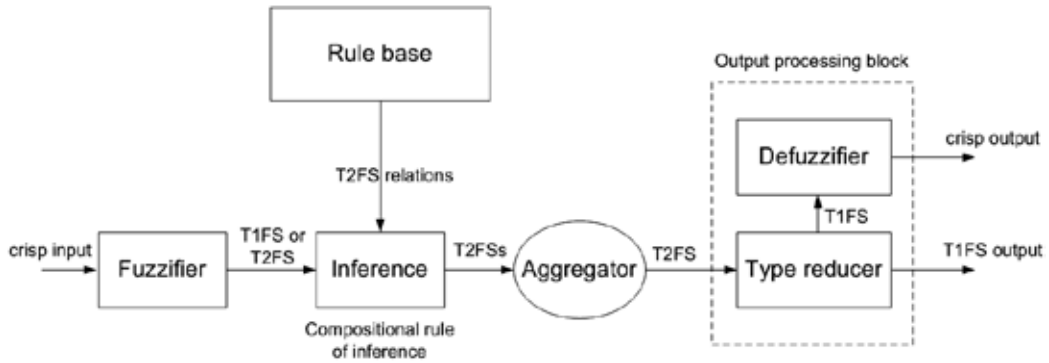 Rule base
Output processing block
Defuzzifier
crisp output
T2FS relations
T1FS
crisp input
Fuzzifier
T1FS or
T2FS
Inference
T2FSs
Aggregator
T2FS
Type reducer
T1FS output
Compositional rule
of inference